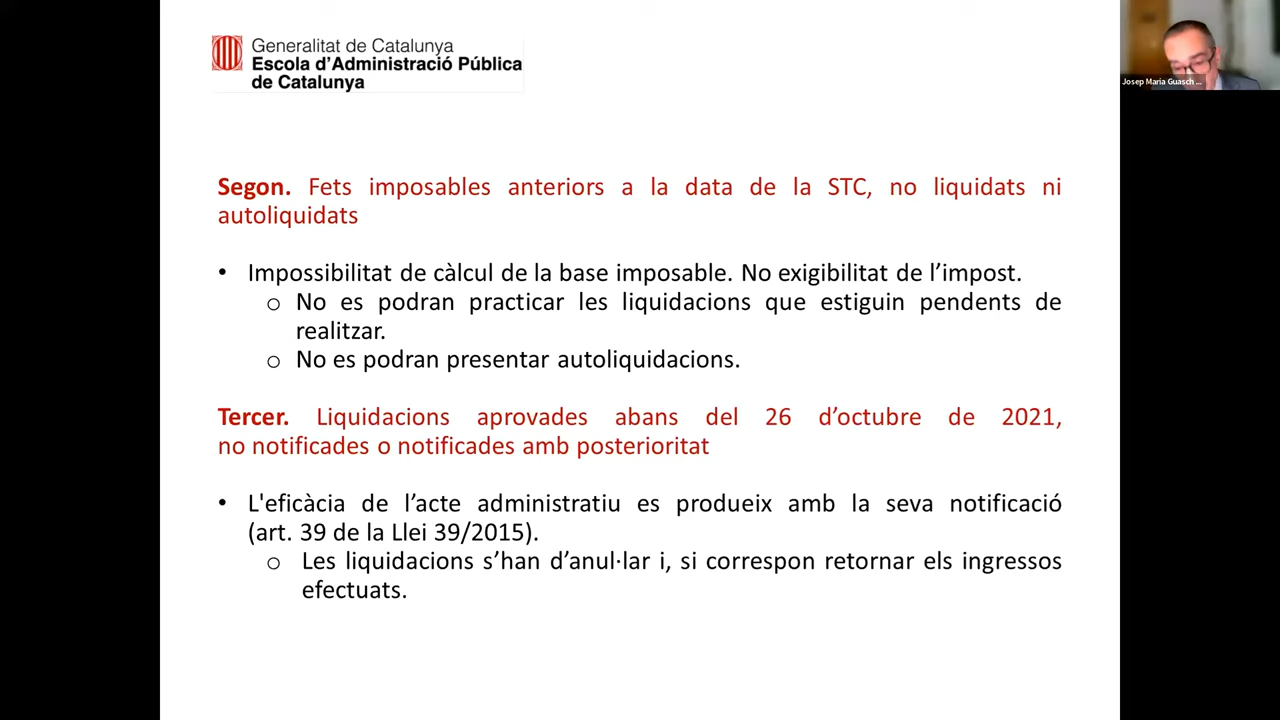 Generalitat de Catalunya
Escola d'Administració Pública
de Catalunya
Josep Maria Guasch ...
Segon. Fets imposables anteriors a la data de la STC, no liquidats ni
autoliquidats
• Impossibilitat de càlcul de la base imposable. No exigibilitat de l’impost.
o No es podran practicar les liquidacions que estiguin pendents de
realitzar.
o No es podran presentar autoliquidacions.
Tercer. Liquidacions aprovades abans del 26 d’octubre de 2021,
no notificades o notificades amb posterioritat
• L'eficàcia de l’acte administratiu es produeix amb la seva notificació
(art. 39 de la Llei 39/2015).
o Les liquidacions s’han d’anul·lar i, si correspon retornar els ingressos
efectuats.